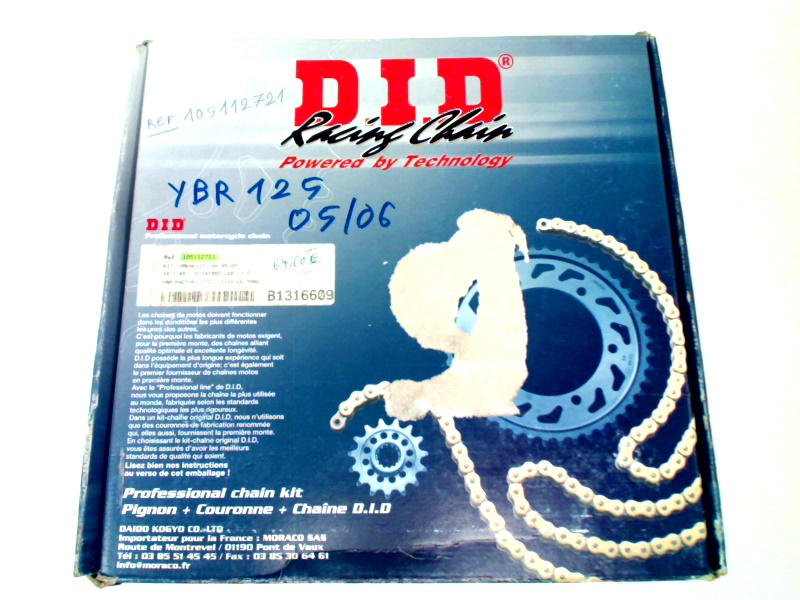 D.I.D®
REF 105112721
Racing Chain
Powered by Technology
YBR 125
05/06
D.I.D
Professional motorcycle chain
Ref
B1316609
Les chaînes de motos doivent fonctionner
dans les conditions les plus différentes
les unes des autres.
C'est pourquoi les fabricants de motos exigent,
pour la première monte, des chaînes alliant
qualité optimale et excellente longévité.
D.I.D possède la plus longue expérience qui soit
dans l'équipement d'origine; c'est également
le premier fournisseur de chaînes motos
en première monte.
Avec le "Professional line" de D.I.D,
nous vous proposons la chaîne la plus utilisée
au monde, fabriquée selon les standards
technologiques les plus rigoureux.
Dans un kit-chaîne original D.I.D, nous n'utilisons
que des couronnes de fabrication renommée
qui, elles aussi, fournissent la première monte.
En choisissant le kit-chaîne original D.I.D,
vous êtes assurés d'avoir les meilleurs
standards de qualité qui soient.
Lisez bien nos instructions
au verso de cet emballage !
Professional chain kit
Pignon + Couronne + Chaîne D.I.D
DAIDO KOGYO CO.-LTD
Importateur pour la France : MORACO SAS
Route de Montrevel / 01190 Pont de Vaux
Tél : 03 85 51 45 45 / Fax : 03 85 30 64 61
info@moraco.fr